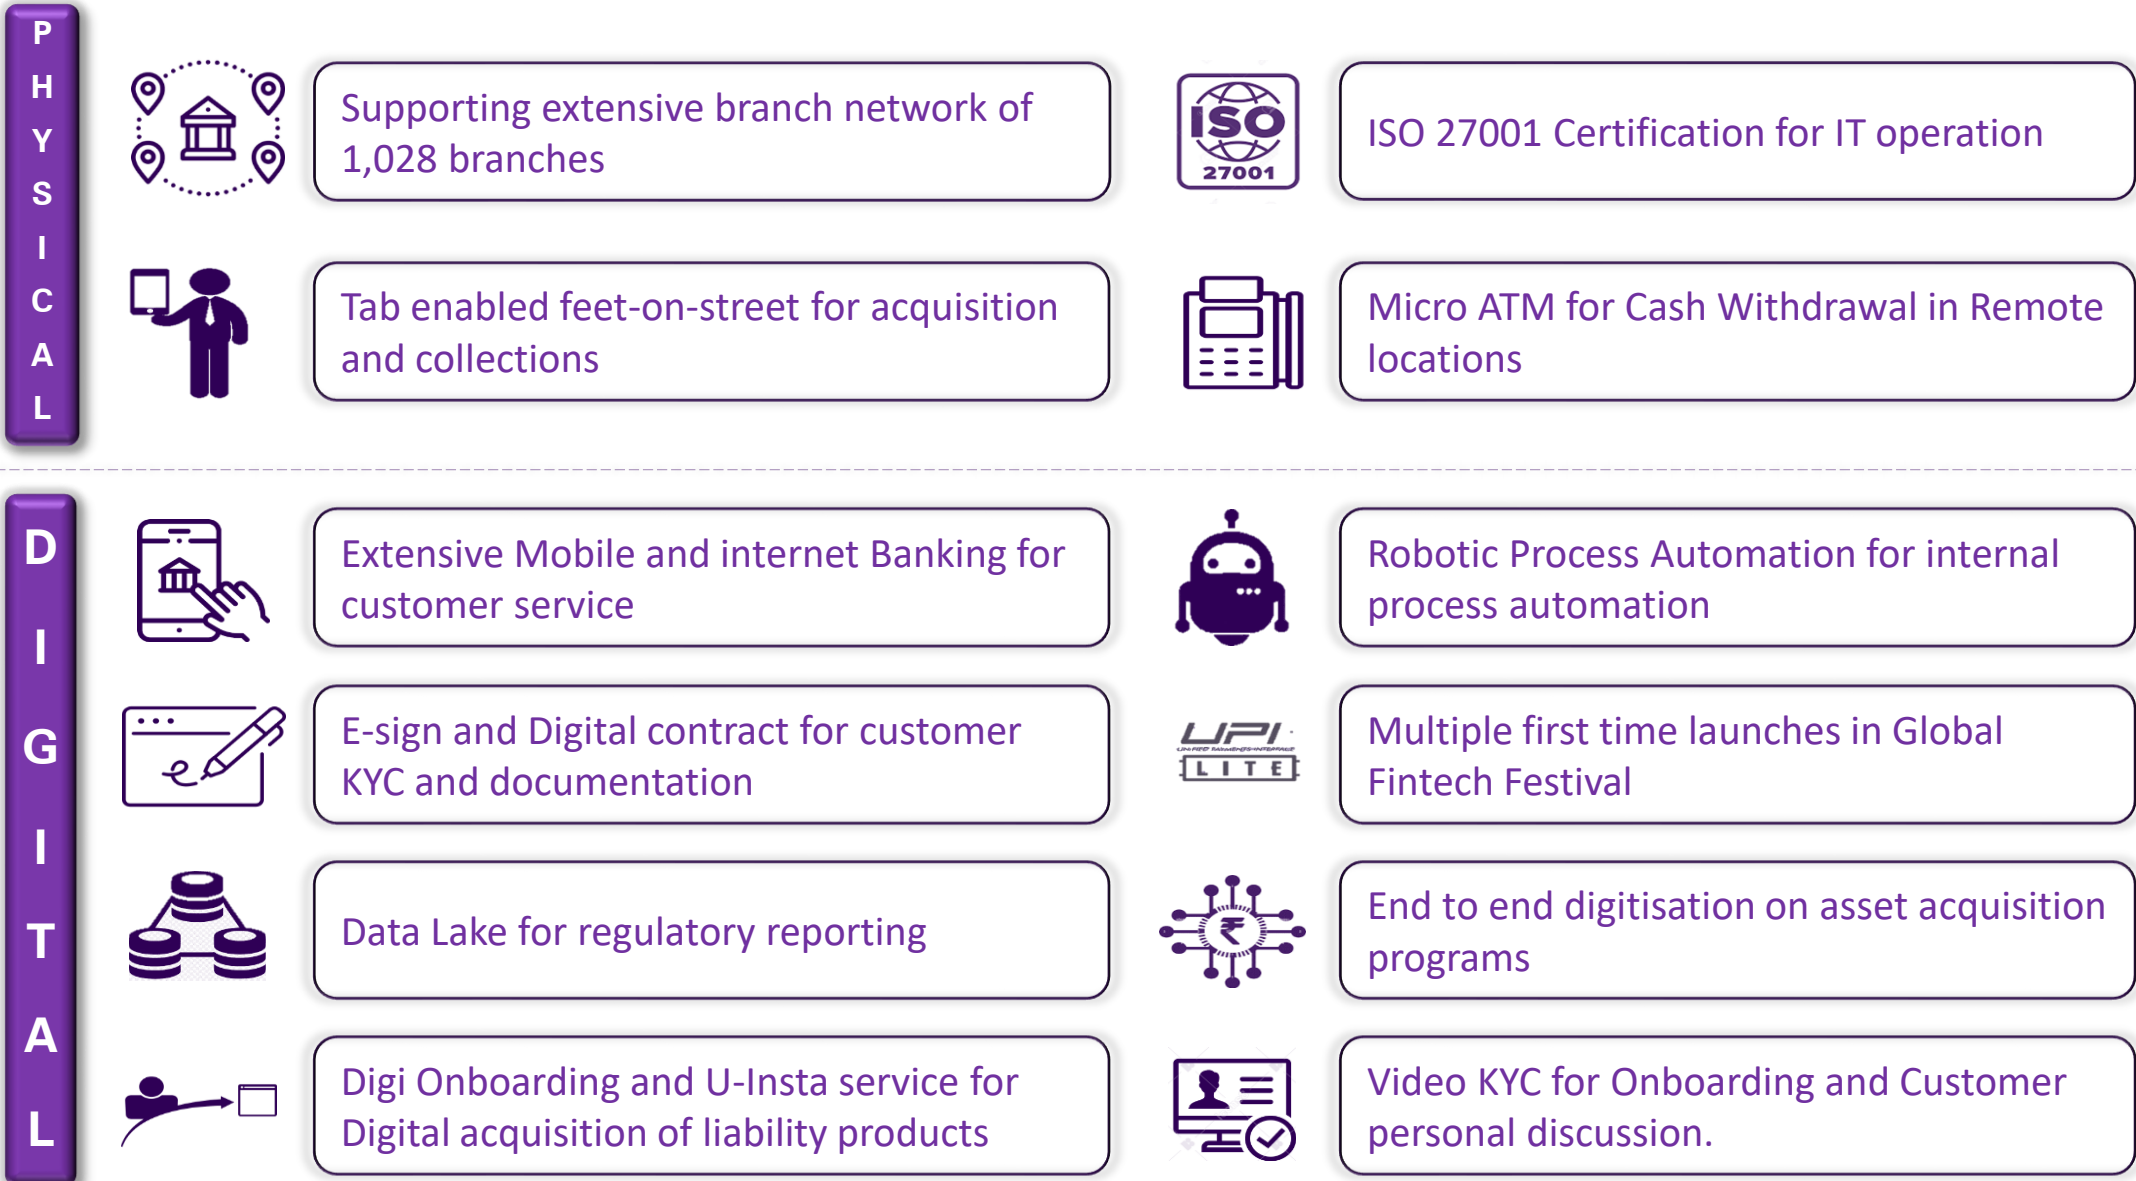 PHYSICAL
Supporting extensive branch network of
1,028 branches
ISO
27001
ISO 27001 Certification for IT operation
Tab enabled feet-on-street for acquisition
and collections
Micro ATM for Cash Withdrawal in Remote
locations
DIGITAL
Extensive Mobile and internet Banking for
customer service
Robotic Process Automation for internal
process automation
E-sign and Digital contract for customer
KYC and documentation
UPI
UNIFIED PAYMENTS INTERFACE
LITE
Multiple first time launches in Global
Fintech Festival
Data Lake for regulatory reporting
₹
End to end digitisation on asset acquisition
programs
Digi Onboarding and U-Insta service for
Digital acquisition of liability products
Video KYC for Onboarding and Customer
personal discussion.